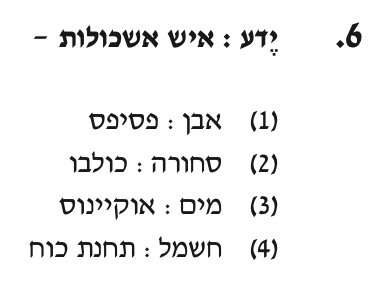 6. יֶדע : איש אשכולות –
(1) אבן : פסיפס
(2) סחורה : כולבו
(3) מים : אוקיינוס
(4) חשמל : תחנת כוח